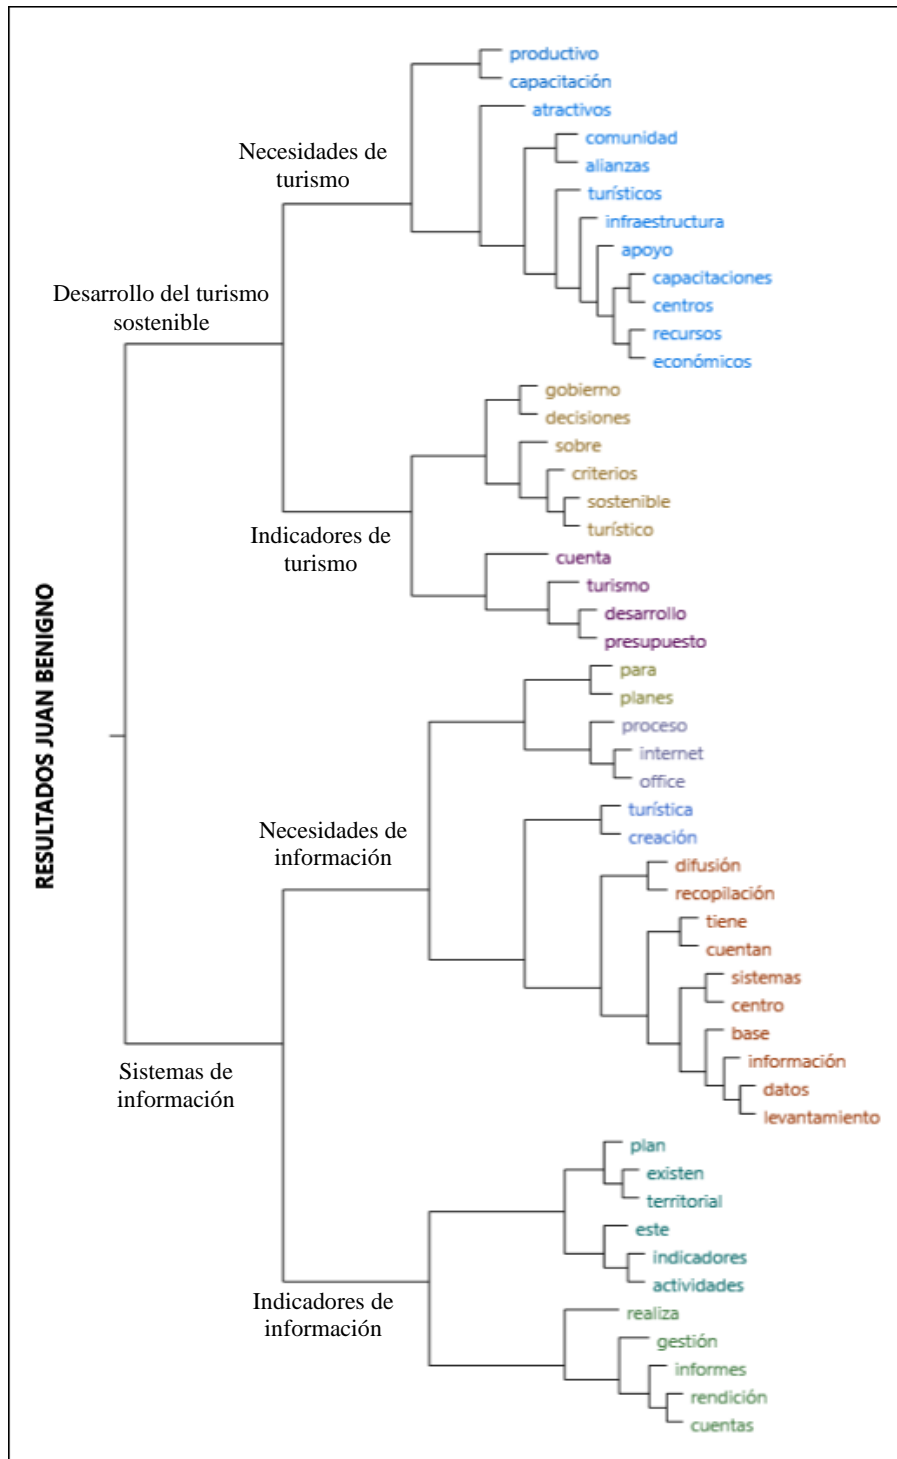 RESULTADOS JUAN BENIGNO
Desarrollo del turismo
sostenible
Necesidades de
turismo
productivo
capacitación
atractivos
comunidad
alianzas
turísticos
infraestructura
apoyo
capacitaciones
centros
recursos
económicos
Indicadores de
turismo
gobierno
decisiones
sobre
criterios
sostenible
turístico
cuenta
turismo
desarrollo
presupuesto
Sistemas de
información
Necesidades de
información
para
planes
proceso
internet
office
turística
creación
difusión
recopilación
tiene
cuentan
sistemas
centro
base
información
datos
levantamiento
Indicadores de
información
plan
existen
territorial
este
indicadores
actividades
realiza
gestión
informes
rendición
cuentas